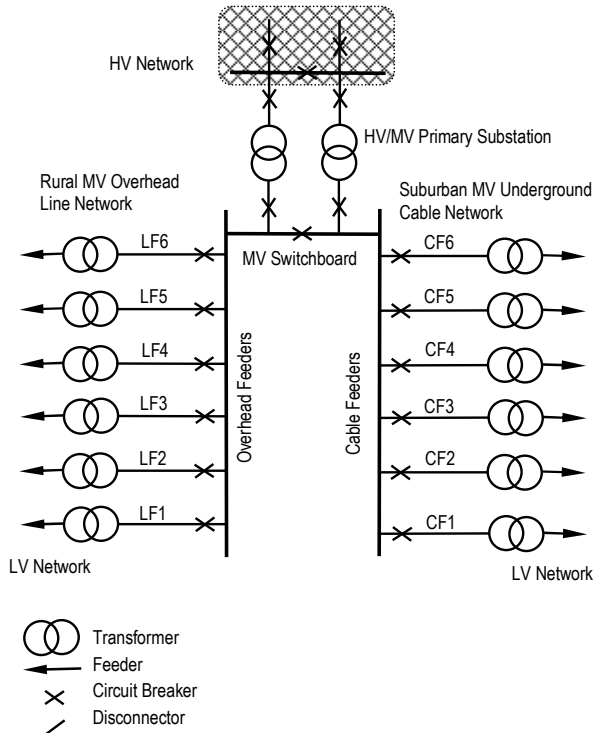 HV Network
HV/MV Primary Substation
Rural MV Overhead
Line Network
Suburban MV Underground
Cable Network
MV Switchboard
LF6
LF5
LF4
LF3
LF2
LF1
Overhead Feeders
Cable Feeders
CF6
CF5
CF4
CF3
CF2
CF1
LV Network
LV Network
Transformer
Feeder
Circuit Breaker
Disconnector